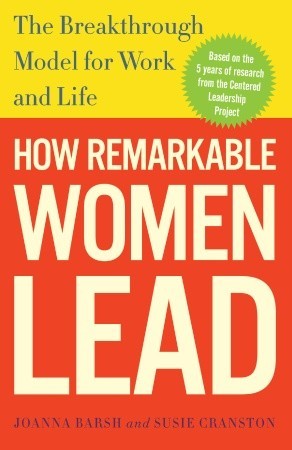 The Breakthrough
Model for Work
and Life
Based on the
5 years of research
from the Centered
Leadership
Project
HOW REMARKABLE
WOMEN
LEAD
JOANNA BARSH and SUSIE CRANSTON